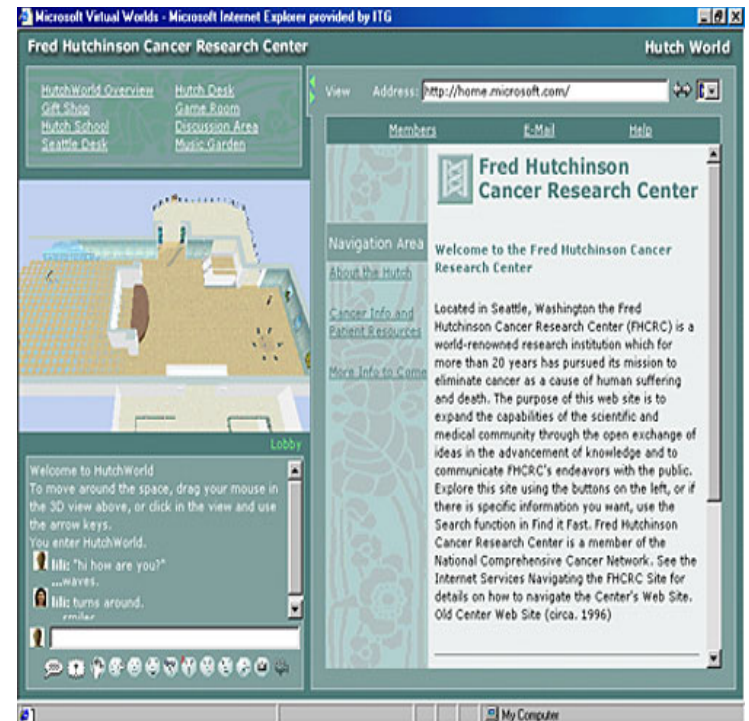 Microsoft Virtual Worlds - Microsoft Internet Explorer provided by ITG
Fred Hutchinson Cancer Research Center
Hutch World
HutchWorld Overview
Hutch Desk
Gift Shop
Game Room
Hutch School
Discussion Area
Seattle Desk
Music Garden
Lobby
Welcome to HutchWorld
To move around the space, drag your mouse in
the 3D view above, or click in the view and use
the arrow keys.
You enter HutchWorld.
lili: "hi how are you?"
...waves.
lili: turns around.
...smiles
View Address: http://home.microsoft.com/
Members E-Mail Help
Navigation Area
About the Hutch
Cancer Info and
Patient Resources
More Info to Come
Fred Hutchinson
Cancer Research Center
Welcome to the Fred Hutchinson Cancer
Research Center
Located in Seattle, Washington the Fred
Hutchinson Cancer Research Center (FHCRC) is a
world-renowned research institution which for
more than 20 years has pursued its mission to
eliminate cancer as a cause of human suffering
and death. The purpose of this web site is to
expand the capabilities of the scientific and
medical community through the open exchange of
ideas in the advancement of knowledge and to
communicate FHCRC's endeavors with the public.
Explore this site using the buttons on the left, or if
there is specific information you want, use the
Search function in Find it Fast. Fred Hutchinson
Cancer Research Center is a member of the
National Comprehensive Cancer Network. See the
Internet Services Navigating the FHCRC Site for
details on how to navigate the Center's Web Site.
Old Center Web Site (circa. 1996)
My Computer